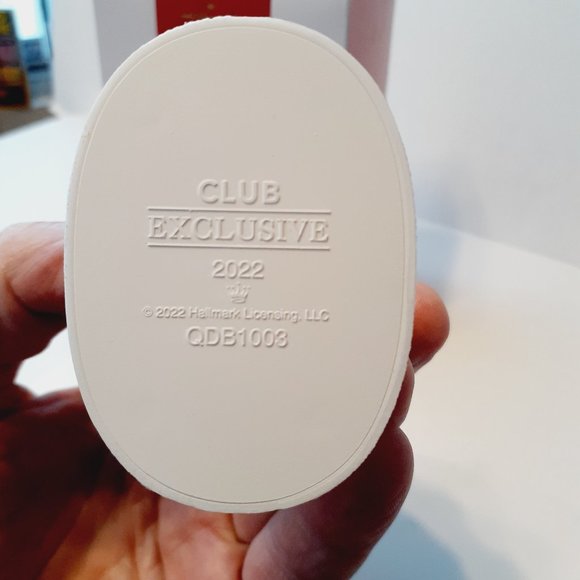 CLUB
EXCLUSIVE
2022
© 2022 Hallmark Licensing, LLC
QDB1003